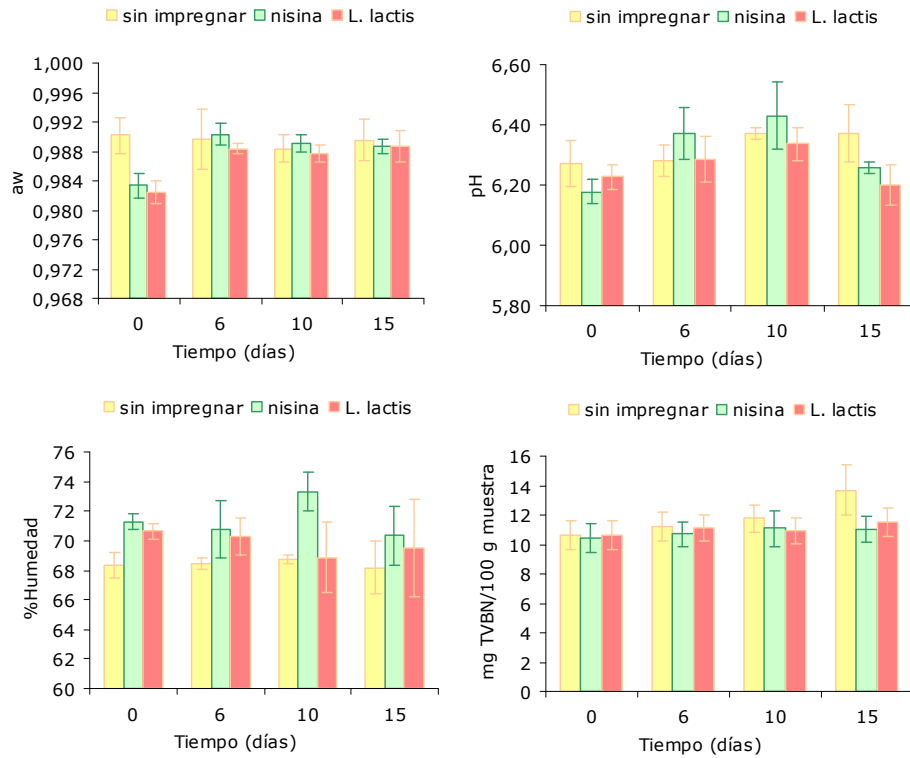 sin impregnar nisina L. lactis
1,000
0,996
0,992
0,988
0,984
0,980
0,976
0,972
0,968
aw
0 6 10 15
Tiempo (días)
sin impregnar nisina L. lactis
6,60
6,40
6,20
6,00
5,80
pH
0 6 10 15
Tiempo (días)
sin impregnar nisina L. lactis
76
74
72
70
68
66
64
62
60
%Humedad
0 6 10 15
Tiempo (días)
sin impregnar nisina L. lactis
16
14
12
10
8
6
4
2
0
mg TVBN/100 g muestra
0 6 10 15
Tiempo (días)